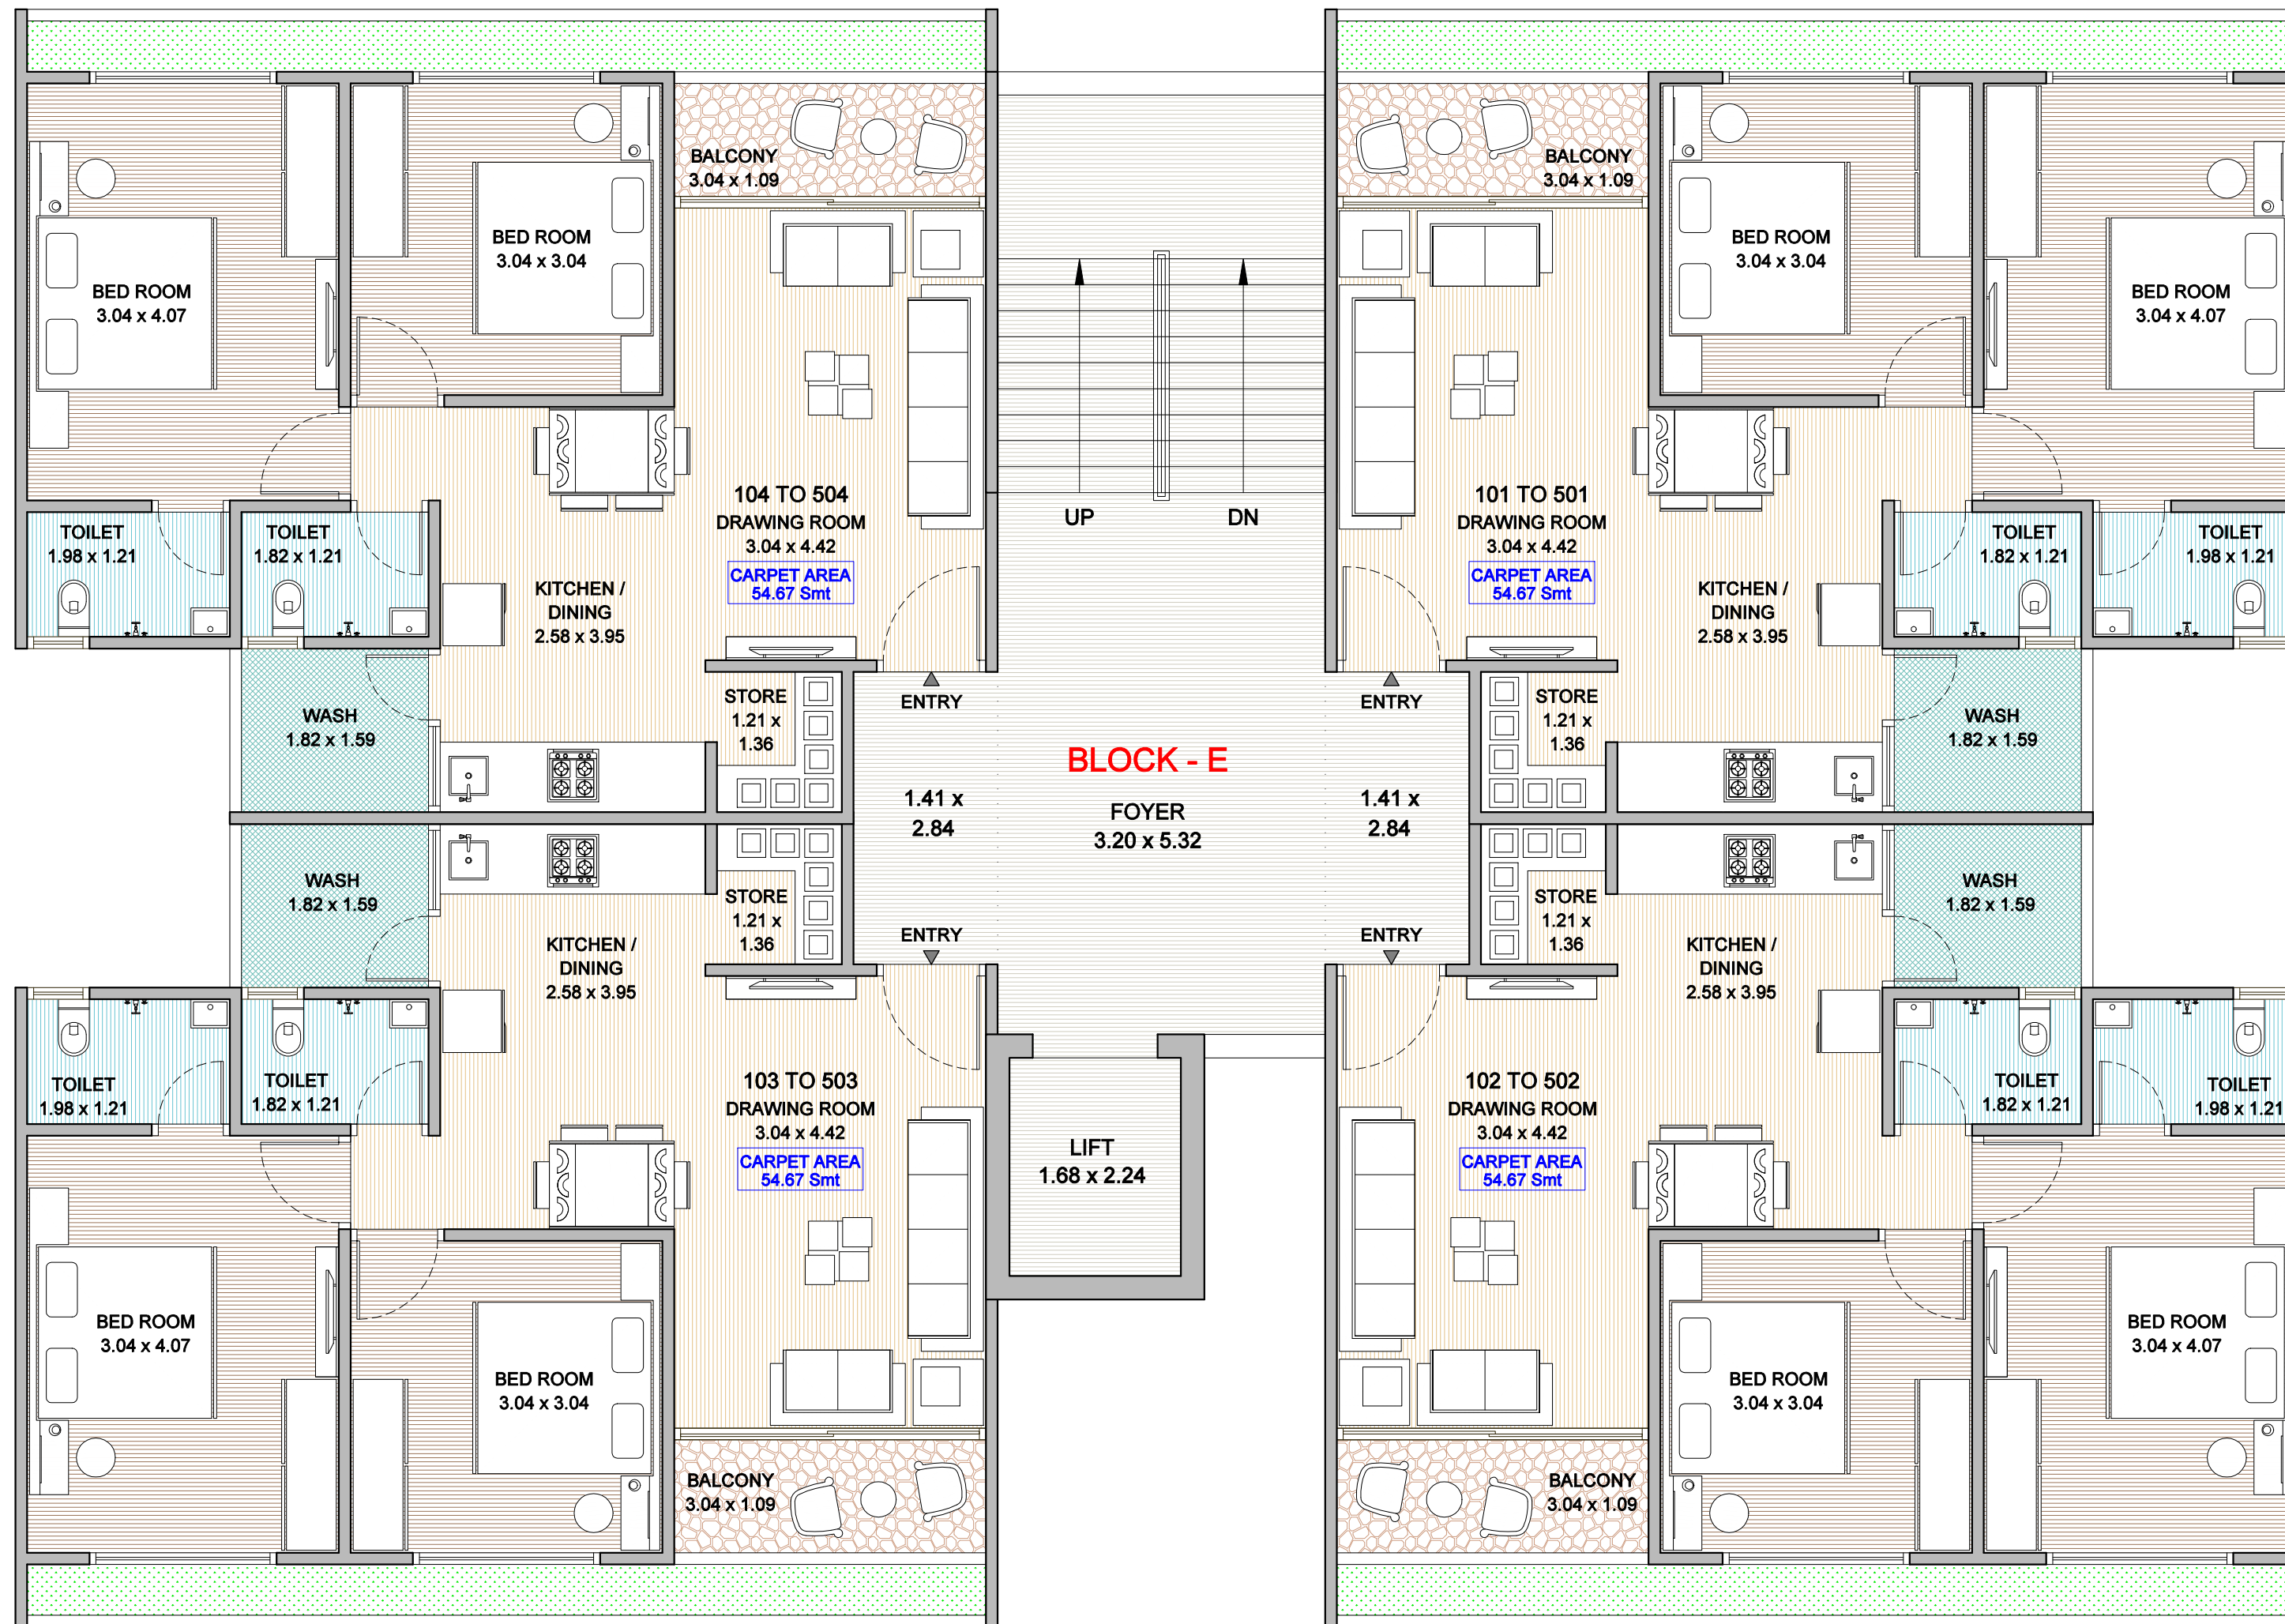 BALCONY
3.04 x 1.09
BED ROOM
3.04 x 3.04
BED ROOM
3.04 x 4.07
104 TO 504
DRAWING ROOM
3.04 x 4.42
CARPET AREA
54.67 Smt
TOILET
1.98 x 1.21
TOILET
1.82 x 1.21
KITCHEN /
DINING
2.58 x 3.95
WASH
1.82 x 1.59
STORE
1.21 x
1.36
ENTRY
UP
DN
BALCONY
3.04 x 1.09
BED ROOM
3.04 x 3.04
BED ROOM
3.04 x 4.07
101 TO 501
DRAWING ROOM
3.04 x 4.42
CARPET AREA
54.67 Smt
TOILET
1.82 x 1.21
TOILET
1.98 x 1.21
KITCHEN /
DINING
2.58 x 3.95
STORE
1.21 x
1.36
WASH
1.82 x 1.59
ENTRY
BLOCK - E
1.41 x
2.84
FOYER
3.20 x 5.32
1.41 x
2.84
WASH
1.82 x 1.59
STORE
1.21 x
1.36
ENTRY
KITCHEN /
DINING
2.58 x 3.95
TOILET
1.98 x 1.21
TOILET
1.82 x 1.21
103 TO 503
DRAWING ROOM
3.04 x 4.42
CARPET AREA
54.67 Smt
BED ROOM
3.04 x 4.07
BED ROOM
3.04 x 3.04
BALCONY
3.04 x 1.09
LIFT
1.68 x 2.24
ENTRY
STORE
1.21 x
1.36
WASH
1.82 x 1.59
KITCHEN /
DINING
2.58 x 3.95
102 TO 502
DRAWING ROOM
3.04 x 4.42
CARPET AREA
54.67 Smt
TOILET
1.82 x 1.21
TOILET
1.98 x 1.21
BED ROOM
3.04 x 4.07
BED ROOM
3.04 x 3.04
BALCONY
3.04 x 1.09